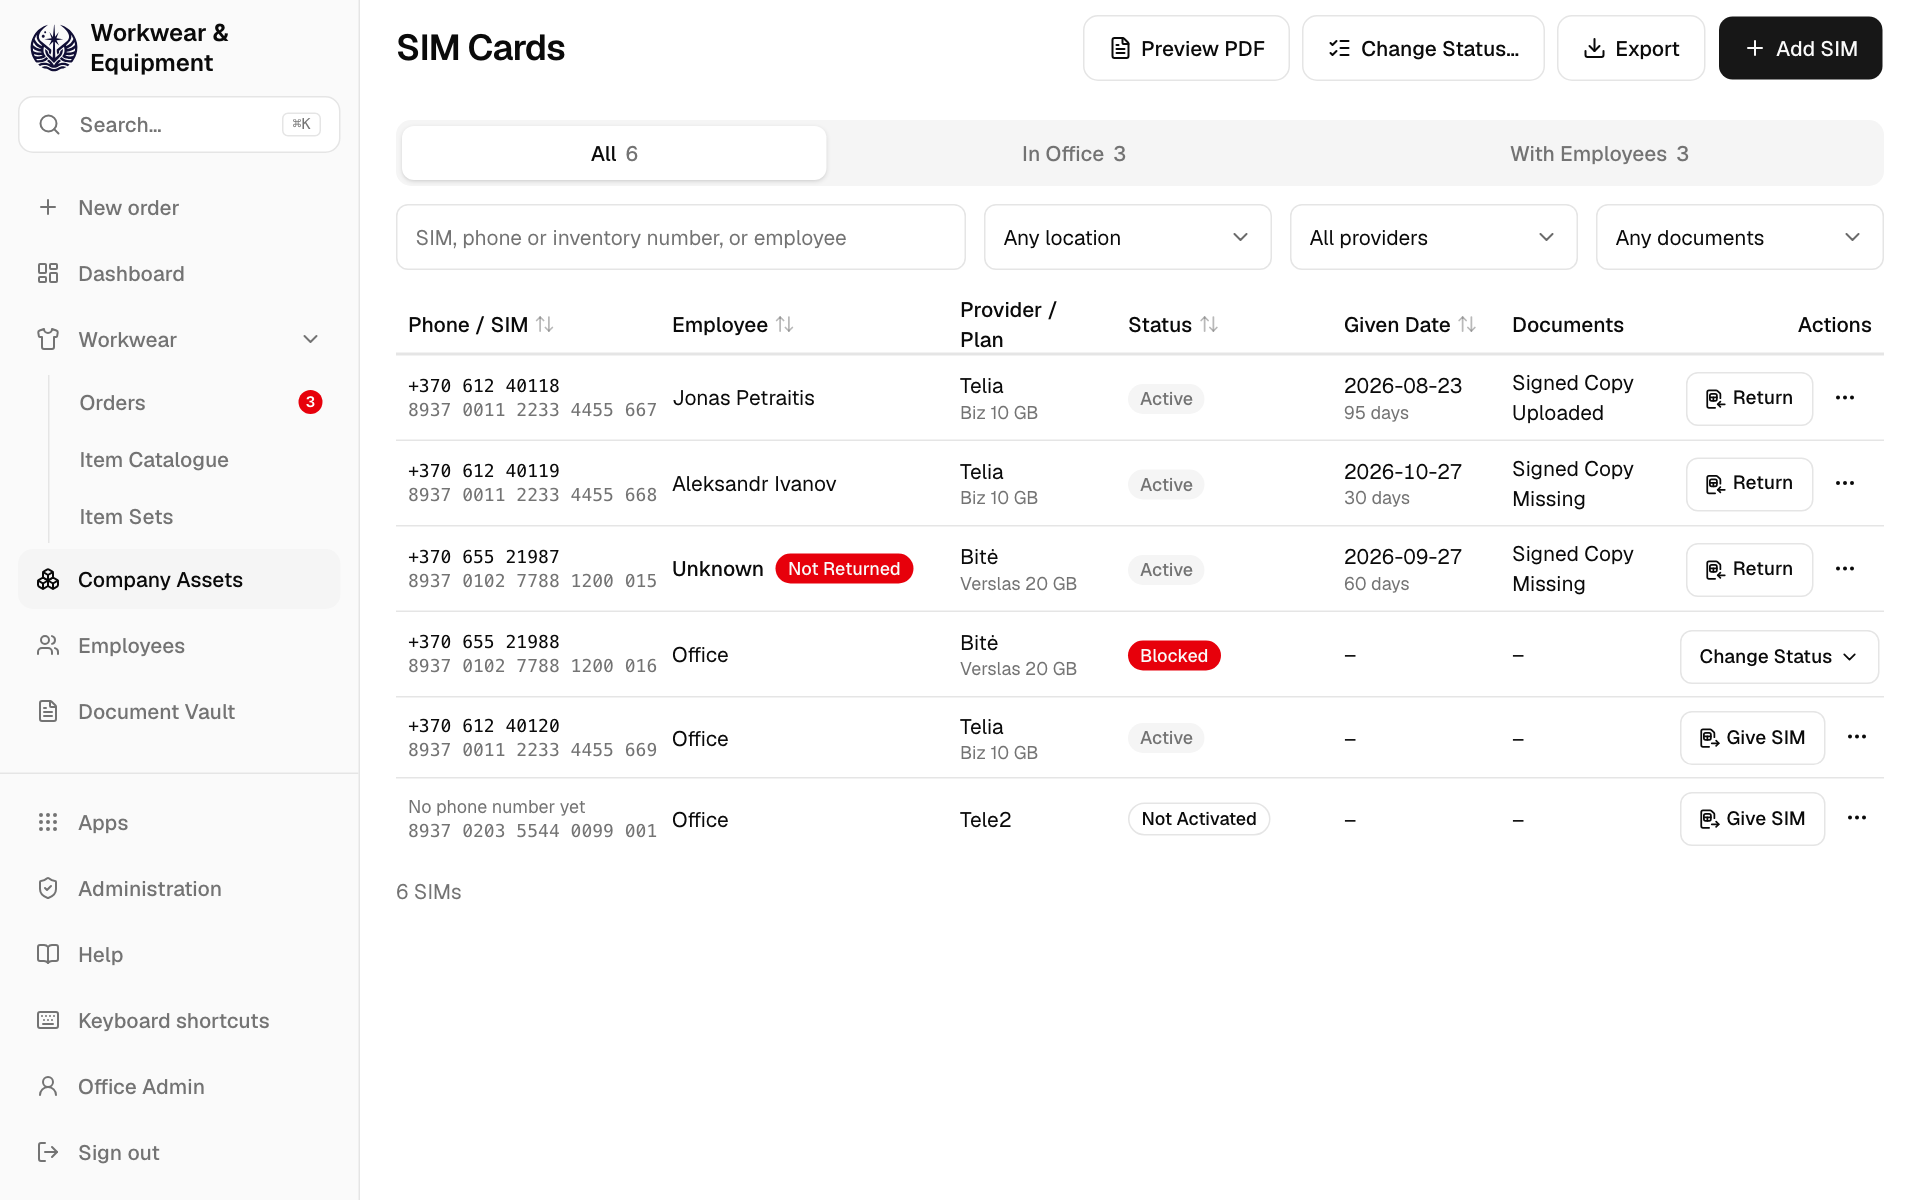 Workwear &
Equipment
Search...
⌘K
New order
Dashboard
Workwear
Orders
3
Item Catalogue
Item Sets
Company Assets
Employees
Document Vault
Apps
Administration
Help
Keyboard shortcuts
Office Admin
Sign out
SIM Cards
Preview PDF
Change Status...
Export
Add SIM
All 6
In Office 3
With Employees 3
SIM, phone or inventory number, or employee
Any location
All providers
Any documents
Phone / SIM
Employee
Provider /
Plan
Status
Given Date
Documents
Actions
+370 612 40118
8937 0011 2233 4455 667
Jonas Petraitis
Telia
Biz 10 GB
Active
2026-08-23
95 days
Signed Copy
Uploaded
Return
+370 612 40119
8937 0011 2233 4455 668
Aleksandr Ivanov
Telia
Biz 10 GB
Active
2026-10-27
30 days
Signed Copy
Missing
Return
+370 655 21987
8937 0102 7788 1200 015
Unknown
Not Returned
Bitė
Verslas 20 GB
Active
2026-09-27
60 days
Signed Copy
Missing
Return
+370 655 21988
8937 0102 7788 1200 016
Office
Bitė
Verslas 20 GB
Blocked
–
–
Change Status
+370 612 40120
8937 0011 2233 4455 669
Office
Telia
Biz 10 GB
Active
–
–
Give SIM
No phone number yet
8937 0203 5544 0099 001
Office
Tele2
Not Activated
–
–
Give SIM
6 SIMs